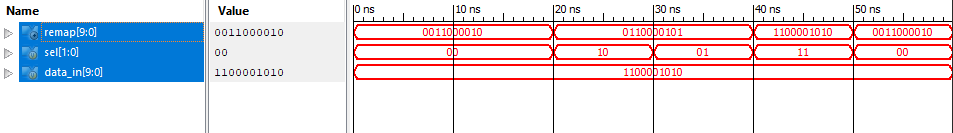 Name Value 0 ns 10 ns 20 ns 30 ns 40 ns 50 ns
remap[9:0] 0011000010 0011000010 0110000101 1100001010 0011000010
sel[1:0] 00 00 10 01 11 00
data_in[9:0] 1100001010 1100001010